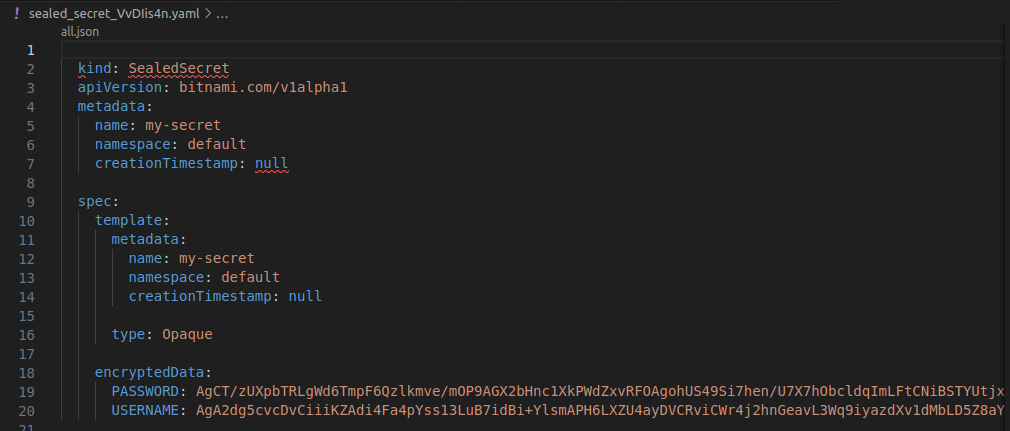 ! sealed_secret_VvDIis4n.yaml > ...
all.json
1
2 kind: SealedSecret
3 apiVersion: bitnami.com/v1alpha1
4 metadata:
5 name: my-secret
6 namespace: default
7 creationTimestamp: null
8
9 spec:
10 template:
11 metadata:
12 name: my-secret
13 namespace: default
14 creationTimestamp: null
15
16 type: Opaque
17
18 encryptedData:
19 PASSWORD: AgCT/zUXpbTRLgWd6TmpF6Qzlkmve/mOP9AGX2bHnc1XkPWdZxvRFOAgohUS49Si7hen/U7X7hObcldqImLFtCNiBSTYUtjx
20 USERNAME: AgA2dg5cvcDvCiiiKZAdi4Fa4pYss13LuB7idBi+YlsmAPH6LXZU4ayDVCRviCWr4j2hnGeavL3Wq9iyazdXv1dMbLD5Z8aY
21